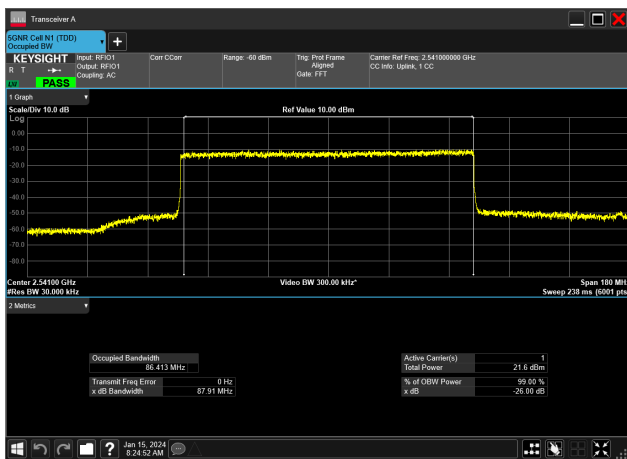 Transceiver A
5GNR Cell N1 (TDD)
Occupied BW
KEYSIGHT
R T
LW
PASS
Input: RFIO1
Output: RFIO1
Coupling: AC
Corr CCorr
Range: -60 dBm
Trig: Prot Frame
Aligned
Gate: FFT
Carrier Ref Freq: 2.541000000 GHz
CC Info: Uplink, 1 CC
1 Graph
Scale/Div 10.0 dB
Ref Value 10.00 dBm
Log
0.00
-10.0
-20.0
-30.0
-40.0
-50.0
-60.0
-70.0
-80.0
Center 2.54100 GHz
Video BW 300.00 kHz*
Span 180 MHz
#Res BW 30.000 kHz
Sweep 238 ms (6001 pts
2 Metrics
Occupied Bandwidth
86.413 MHz
Transmit Freq Error 0 Hz
x dB Bandwidth 87.91 MHz
Active Carrier(s) 1
Total Power 21.6 dBm
% of OBW Power 99.00 %
x dB -26.00 dB
Jan 15, 2024
8:24:52 AM